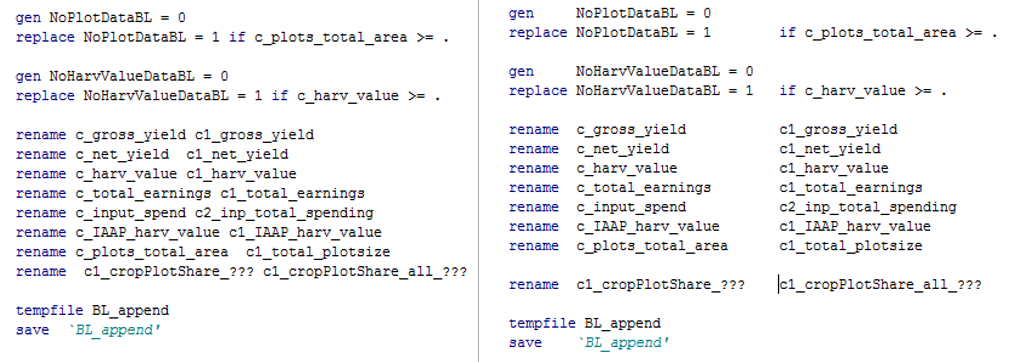 gen NoPlotDataBL = 0
replace NoPlotDataBL = 1 if c_plots_total_area >= .
gen NoHarvValueDataBL = 0
replace NoHarvValueDataBL = 1 if c_harv_value >= .
rename c_gross_yield c1_gross_yield
rename c_net_yield  c1_net_yield
rename c_harv_value c1_harv_value
rename c_total_earnings c1_total_earnings
rename c_input_spend c2_inp_total_spending
rename c_IAAP_harv_value c1_IAAP_harv_value
rename c_plots_total_area  c1_total_plotsize
rename  c1_cropPlotShare_??? c1_cropPlotShare_all_???
tempfile BL_append
save  `BL_append'
gen     NoPlotDataBL = 0
replace NoPlotDataBL = 1        if c_plots_total_area >= .
gen     NoHarvValueDataBL = 0
replace NoHarvValueDataBL = 1   if c_harv_value >= .
rename  c_gross_yield           c1_gross_yield
rename  c_net_yield             c1_net_yield
rename  c_harv_value            c1_harv_value
rename  c_total_earnings        c1_total_earnings
rename  c_input_spend           c2_inp_total_spending
rename  c_IAAP_harv_value       c1_IAAP_harv_value
rename  c_plots_total_area      c1_total_plotsize
rename  c1_cropPlotShare_???    c1_cropPlotShare_all_???
tempfile BL_append
save    `BL_append'